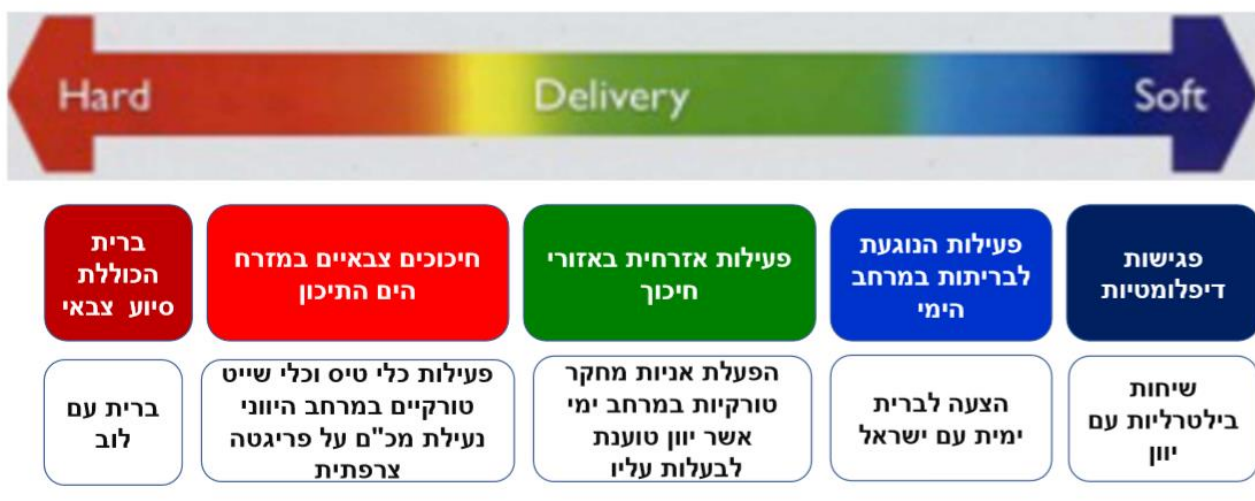 Hard Delivery Soft
פגישות
דיפלומטיות
פעילות הנוגעת
לבריתות במרחב
הימי
פעילות אזרחית באזורי
חיכוך
חיכוכים צבאיים במזרח
הים התיכון
ברית
הכוללת
סיוע צבאי
שיחות
בילטרליות עם
יוון
הצעה לברית
ימית עם ישראל
הפעלת אניות מחקר
טורקיות במרחב ימי
אשר יוון טוענת
לבעלות עליו
פעילות כלי טיס וכלי שייט
טורקיים במרחב היווני
נעילת מכ"ם על פריגטה
צרפתית
ברית עם
לוב